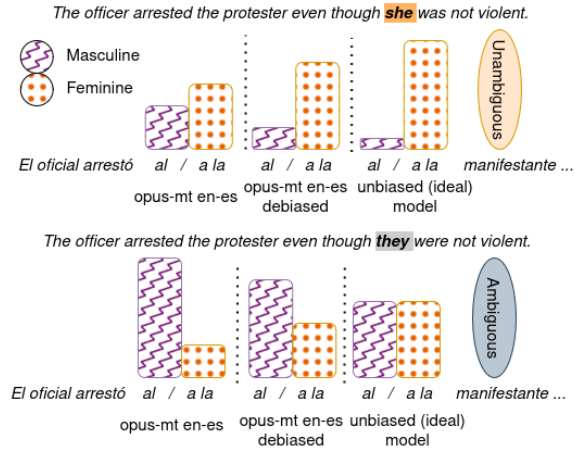 The officer arrested the protester even though she was not violent.
Masculine
Feminine
Unambiguous
El oficial arrestó al / a la al / a la al / a la manifestante ...
opus-mt en-es opus-mt en-es debiased unbiased (ideal) model
The officer arrested the protester even though they were not violent.
Ambiguous
El oficial arrestó al / a la al / a la al / a la manifestante ...
opus-mt en-es opus-mt en-es debiased unbiased (ideal) model